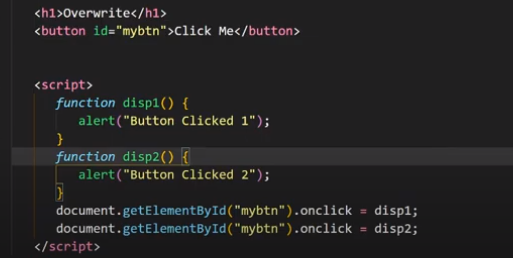 <h1>Overwrite</h1>
<button id="mybtn">Click Me</button>
<script>
function disp1() {
alert("Button Clicked 1");
}
function disp2() {
alert("Button Clicked 2");
}
document.getElementById("mybtn").onclick = disp1;
document.getElementById("mybtn").onclick = disp2;
</script>